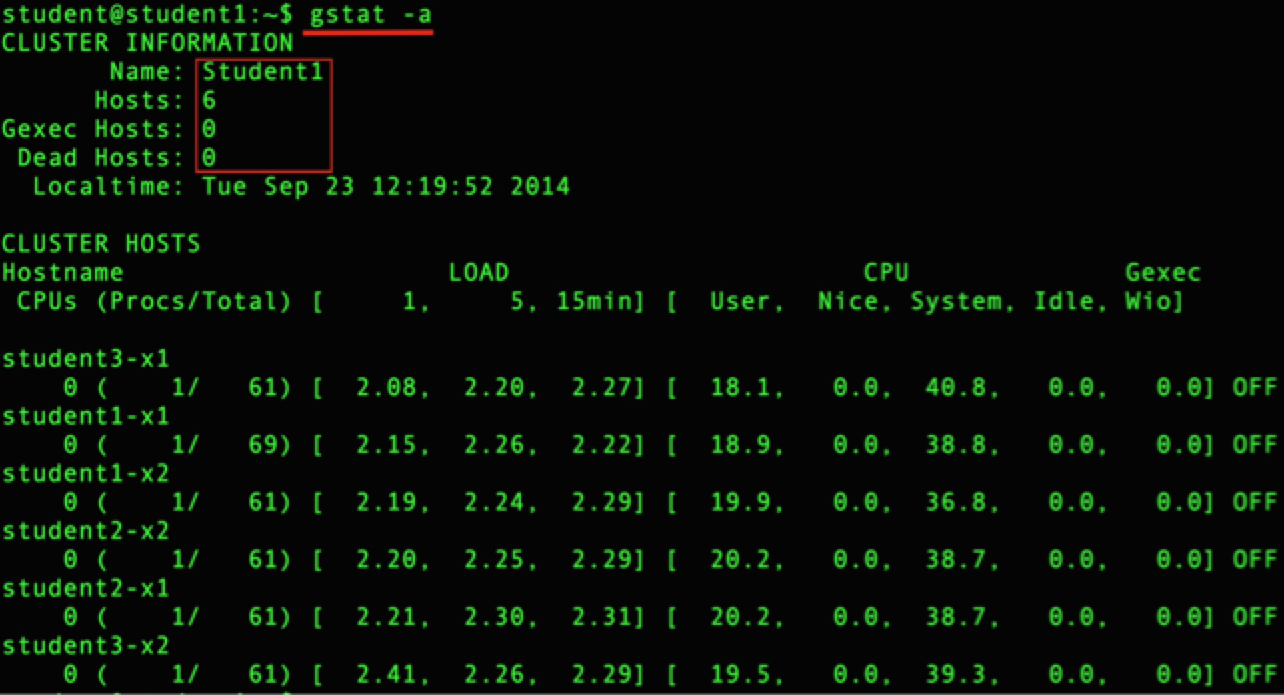 student@student1:~$ gstat -a
CLUSTER INFORMATION
       Name: Student1
      Hosts: 6
Gexec Hosts: 0
 Dead Hosts: 0
  Localtime: Tue Sep 23 12:19:52 2014

CLUSTER HOSTS
Hostname                     LOAD                       CPU              Gexec
 CPUs (Procs/Total) [     1,     5, 15min] [  User,  Nice, System, Idle, Wio]

student3-x1
    0 (    1/   61) [  2.08,  2.20,  2.27] [  18.1,   0.0,  40.8,   0.0,   0.0] OFF
student1-x1
    0 (    1/   69) [  2.15,  2.26,  2.22] [  18.9,   0.0,  38.8,   0.0,   0.0] OFF
student1-x2
    0 (    1/   61) [  2.19,  2.24,  2.29] [  19.9,   0.0,  36.8,   0.0,   0.0] OFF
student2-x2
    0 (    1/   61) [  2.20,  2.25,  2.29] [  20.2,   0.0,  38.7,   0.0,   0.0] OFF
student2-x1
    0 (    1/   61) [  2.21,  2.30,  2.31] [  20.2,   0.0,  38.7,   0.0,   0.0] OFF
student3-x2
    0 (    1/   61) [  2.41,  2.26,  2.29] [  19.5,   0.0,  39.3,   0.0,   0.0] OFF